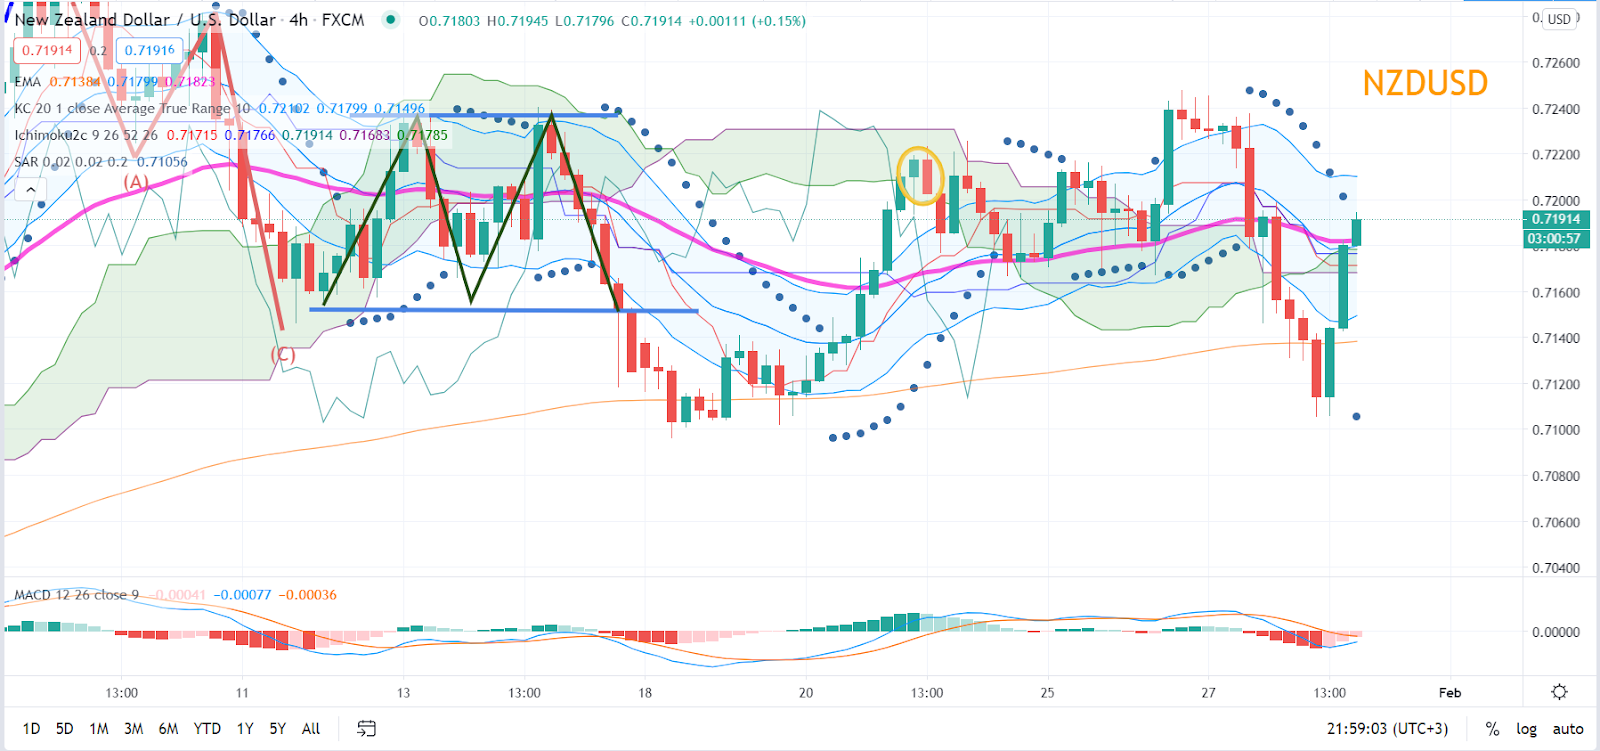 New Zealand Dollar / U.S. Dollar · 4h · FXCM O0.71803 H0.71945 L0.71796 C0.71914 +0.00111 (+0.15%)
0.71914 0.2 0.71916
EMA 0.71384 0.71799 0.71823
KC 20 1 close Average True Range 10 0.72102 0.71799 0.71496
Ichimoku2c 9 26 52 26 0.71715 0.71766 0.71914 0.71683 0.71785
SAR 0.02 0.02 0.2 0.71056
(A)
(C)
NZDUSD
USD
0.72600
0.72400
0.72200
0.72000
0.71914
03:00:57
0.71600
0.71400
0.71200
0.71000
0.70800
0.70600
0.70400
MACD 12 26 close 9 -0.00041 -0.00077 -0.00036
0.00000
13:00 11 13 13:00 18 20 13:00 25 27 13:00 Feb
1D 5D 1M 3M 6M YTD 1Y 5Y All 21:59:03 (UTC+3) % log auto